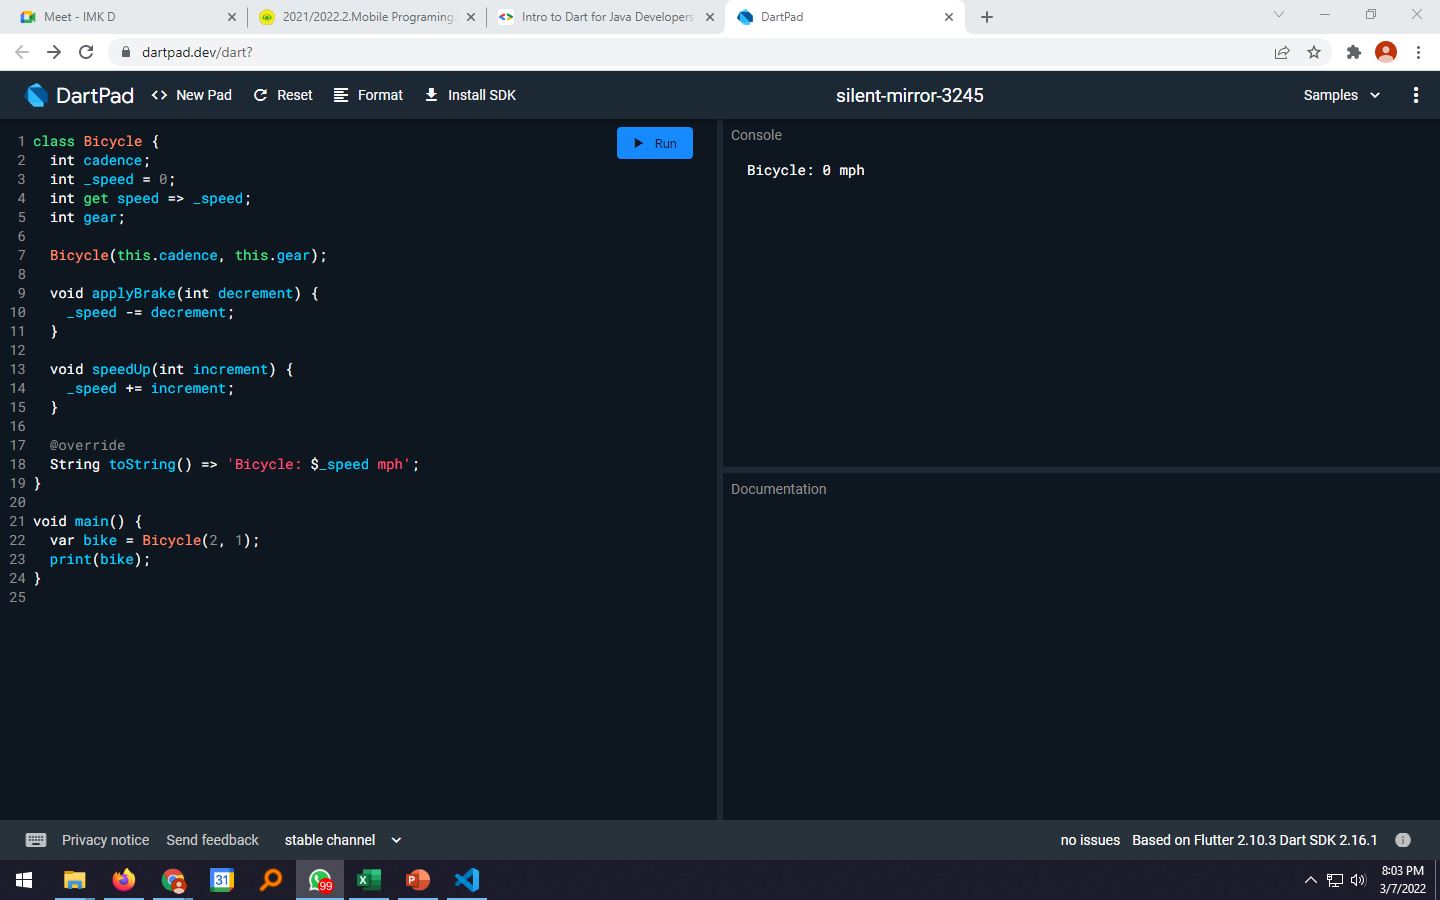 Meet - IMK D
2021/2022.2.Mobile Programing.
Intro to Dart for Java Developers
DartPad
dartpad.dev/dart?
DartPad
<> New Pad
Reset
Format
Install SDK
silent-mirror-3245
Samples
1 class Bicycle {
2 int cadence;
3 int _speed = 0;
4 int get speed => _speed;
5 int gear;
6
7 Bicycle(this.cadence, this.gear);
8
9 void applyBrake(int decrement) {
10 _speed -= decrement;
11 }
12
13 void speedUp(int increment) {
14 _speed += increment;
15 }
16
17 @override
18 String toString() => 'Bicycle: $_speed mph';
19 }
20
21 void main() {
22 var bike = Bicycle(2, 1);
23 print(bike);
24 }
25
Run
Console
Bicycle: 0 mph
Documentation
Privacy notice
Send feedback
stable channel
no issues
Based on Flutter 2.10.3 Dart SDK 2.16.1
31
99
8:03 PM
3/7/2022